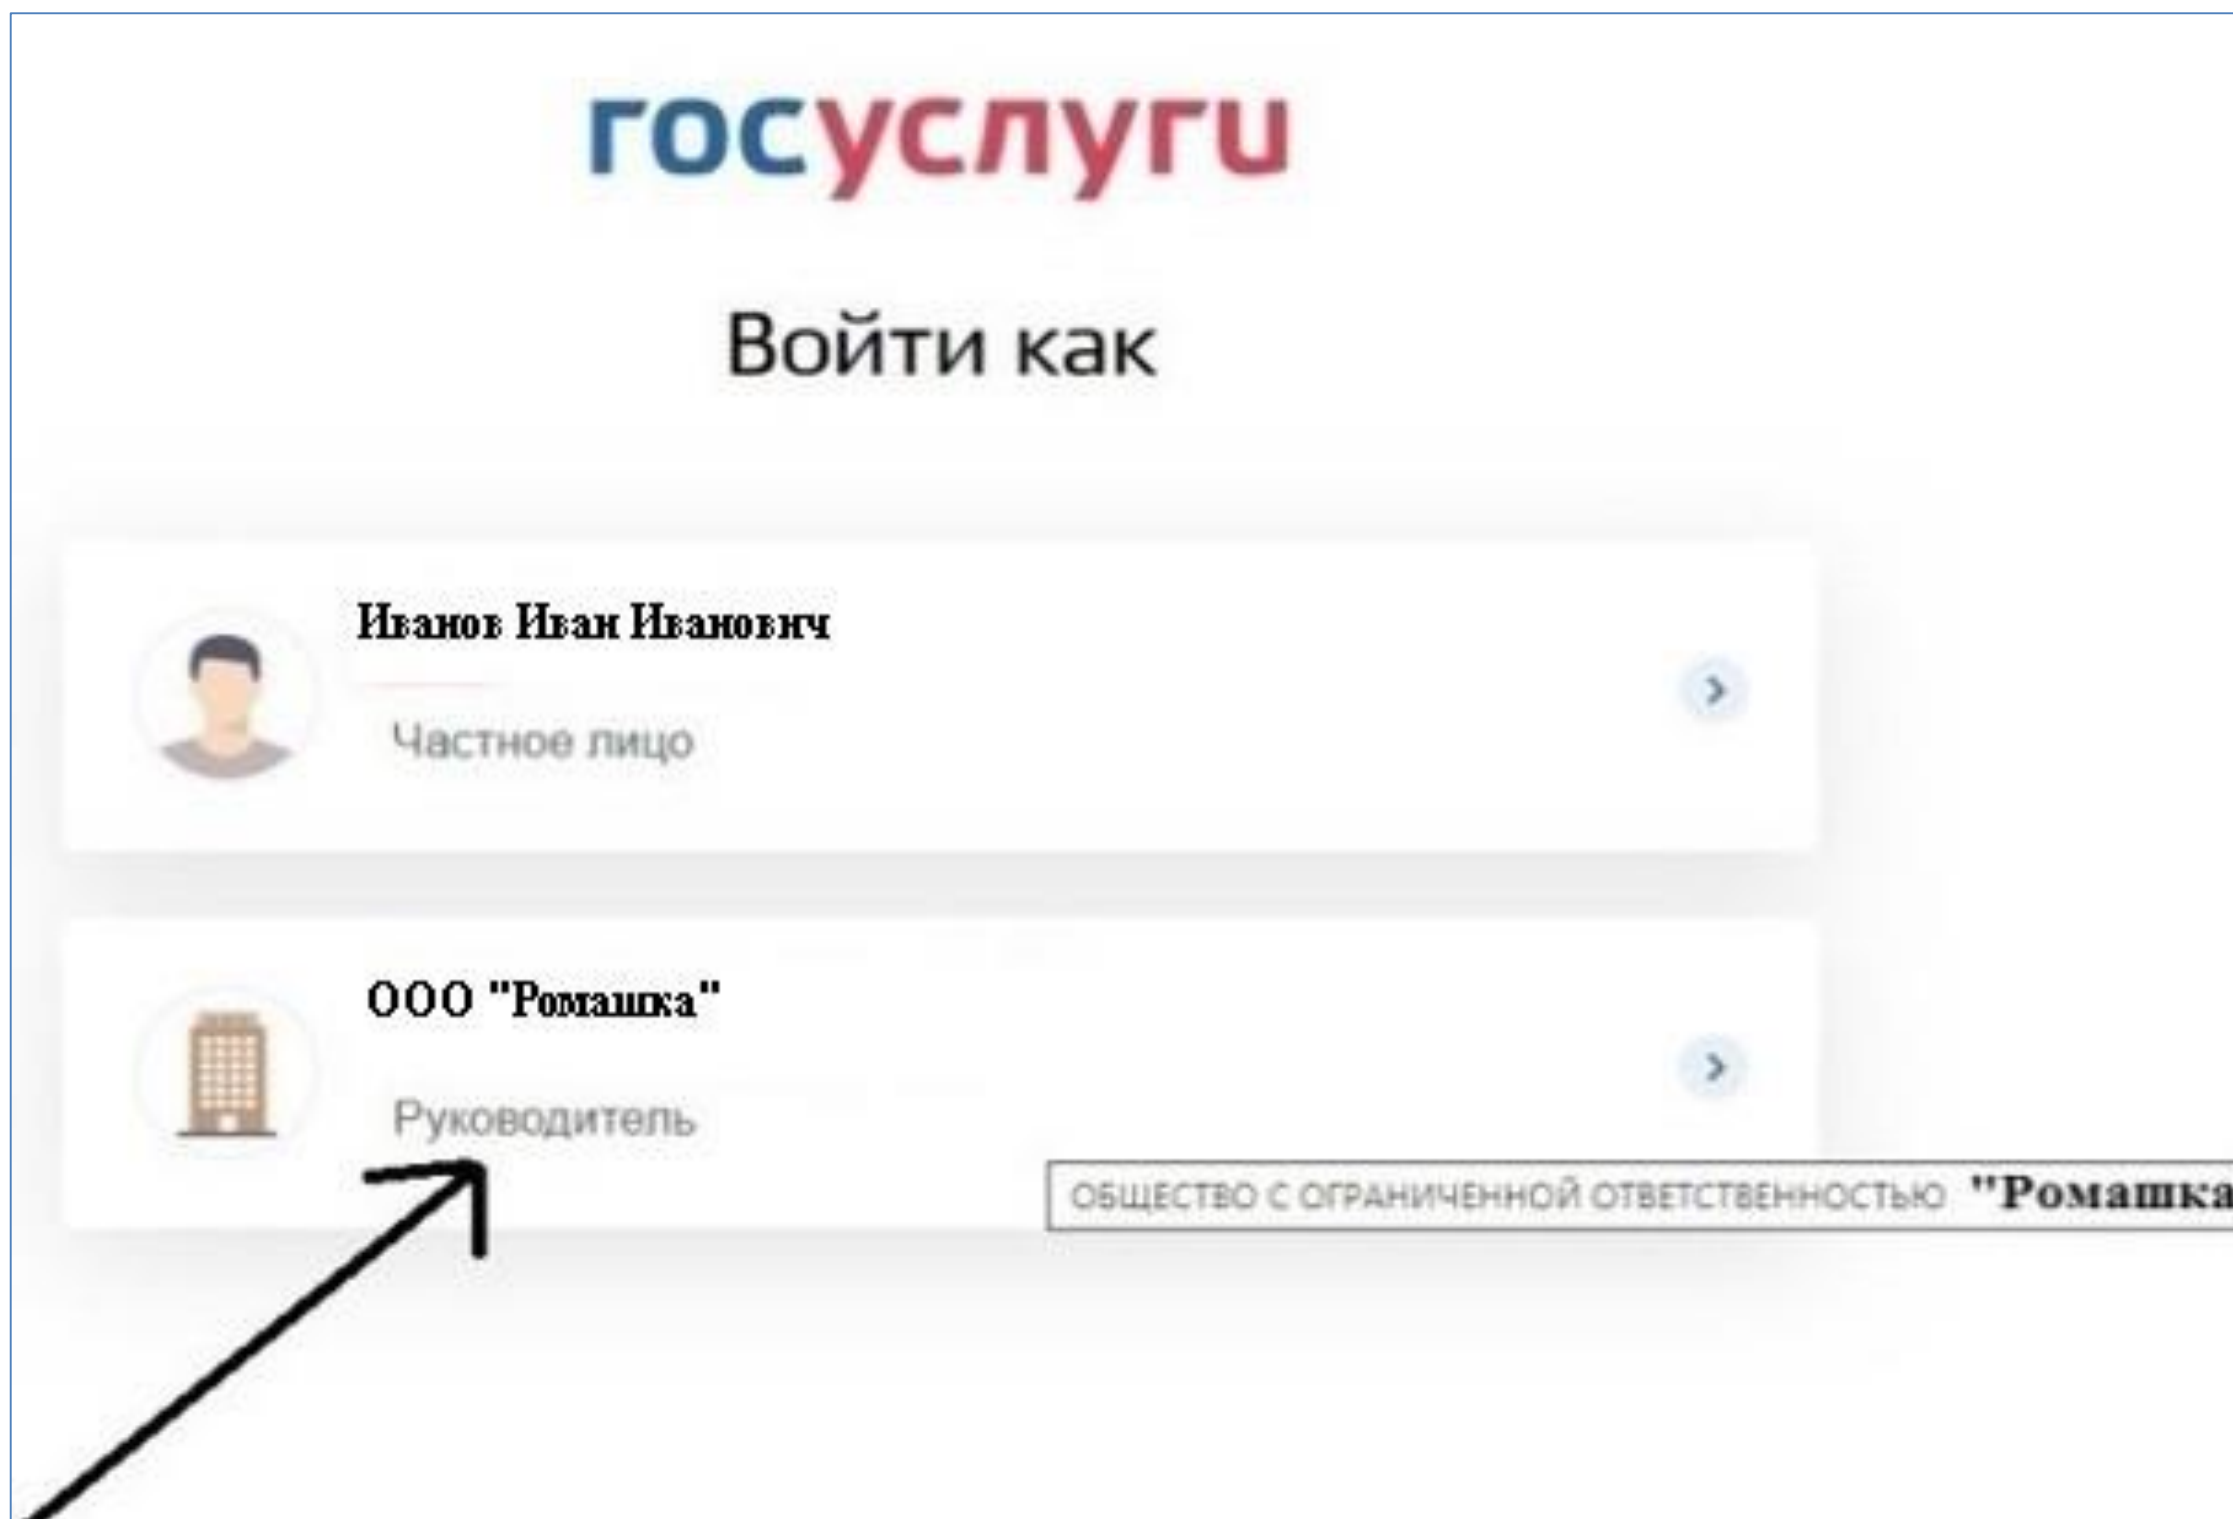 госуслуги
Войти как
Иванов Иван Иванович
Частное лицо
ООО "Ромашка"
Руководитель
ОБЩЕСТВО С ОГРАНИЧЕННОЙ ОТВЕТСТВЕННОСТЬЮ "Ромашка